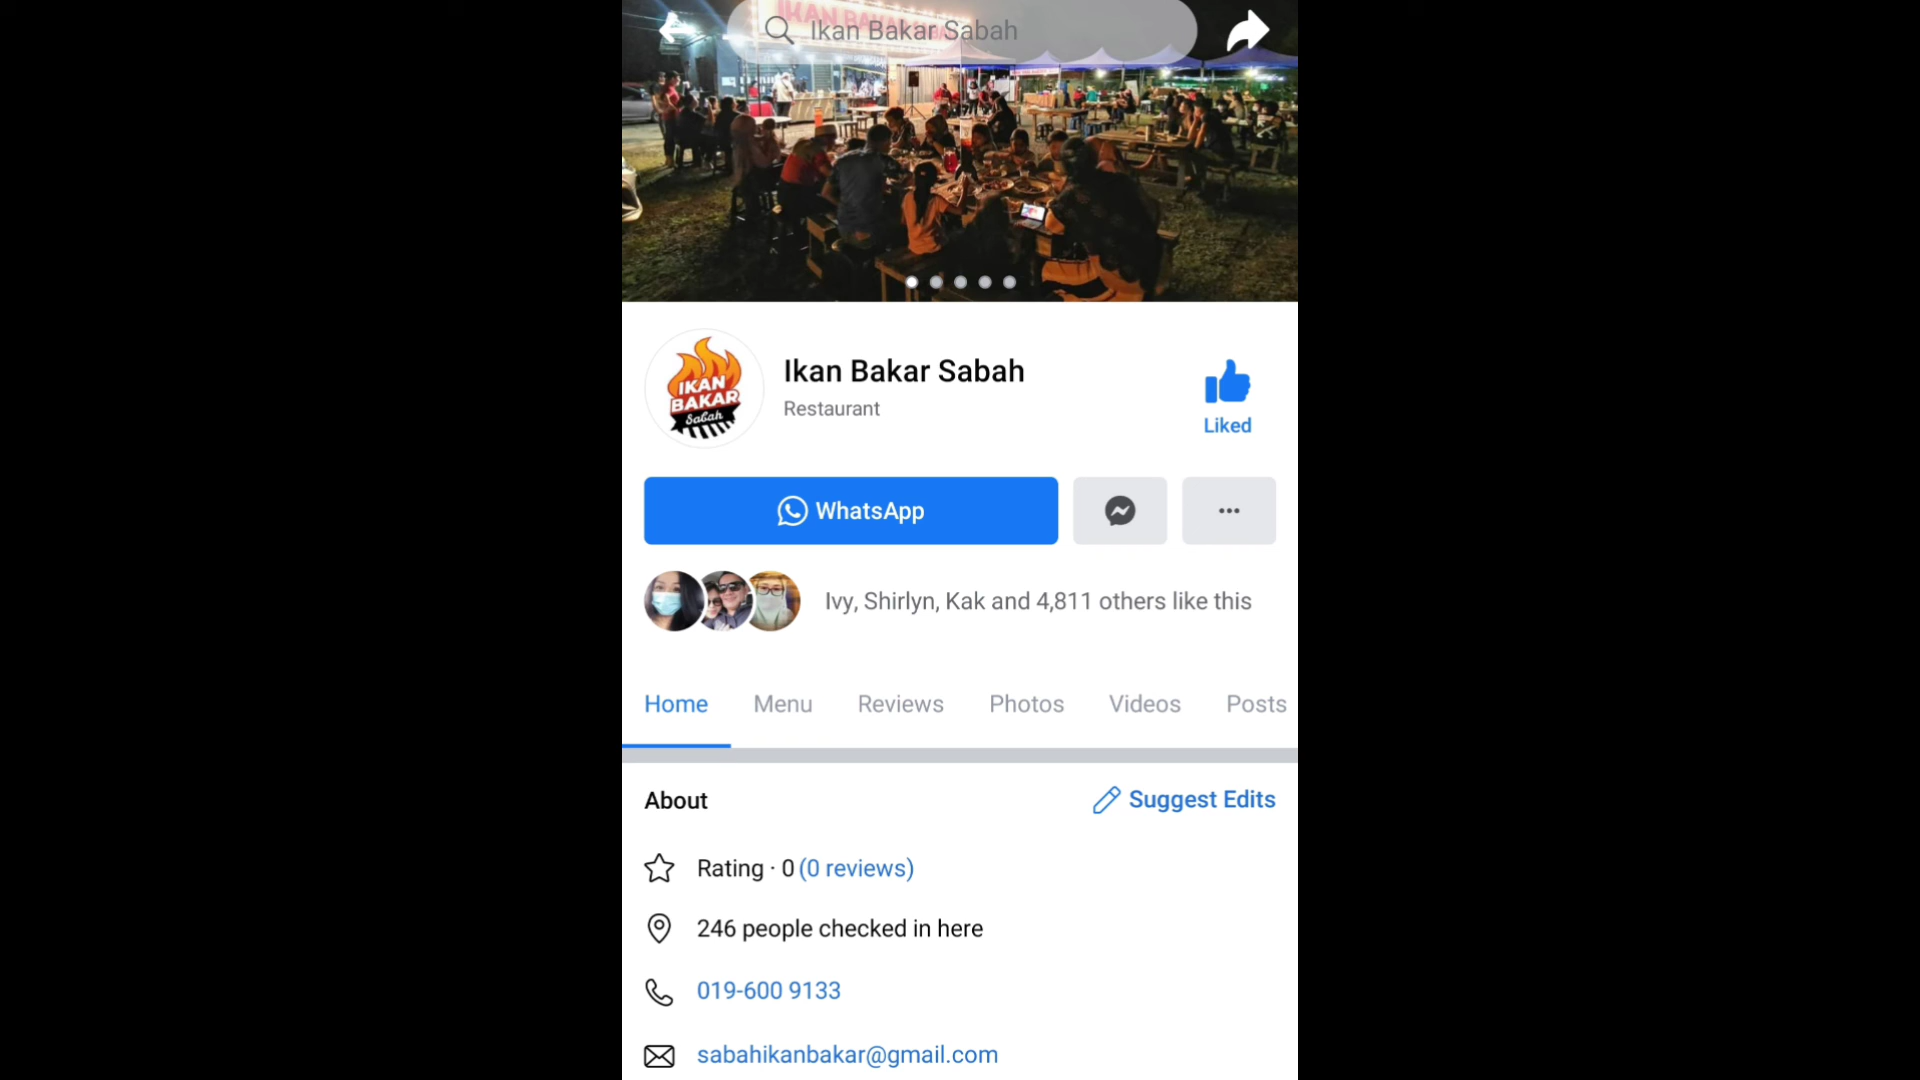 IKAN BAKAR
Ikan Bakar Sabah
IKAN
BAKAR
Sabah
Ikan Bakar Sabah
Restaurant
Liked
WhatsApp
Ivy, Shirlyn, Kak and 4,811 others like this
Home Menu Reviews Photos Videos Posts
About
Suggest Edits
Rating · 0 (0 reviews)
246 people checked in here
019-600 9133
sabahikanbakar@gmail.com